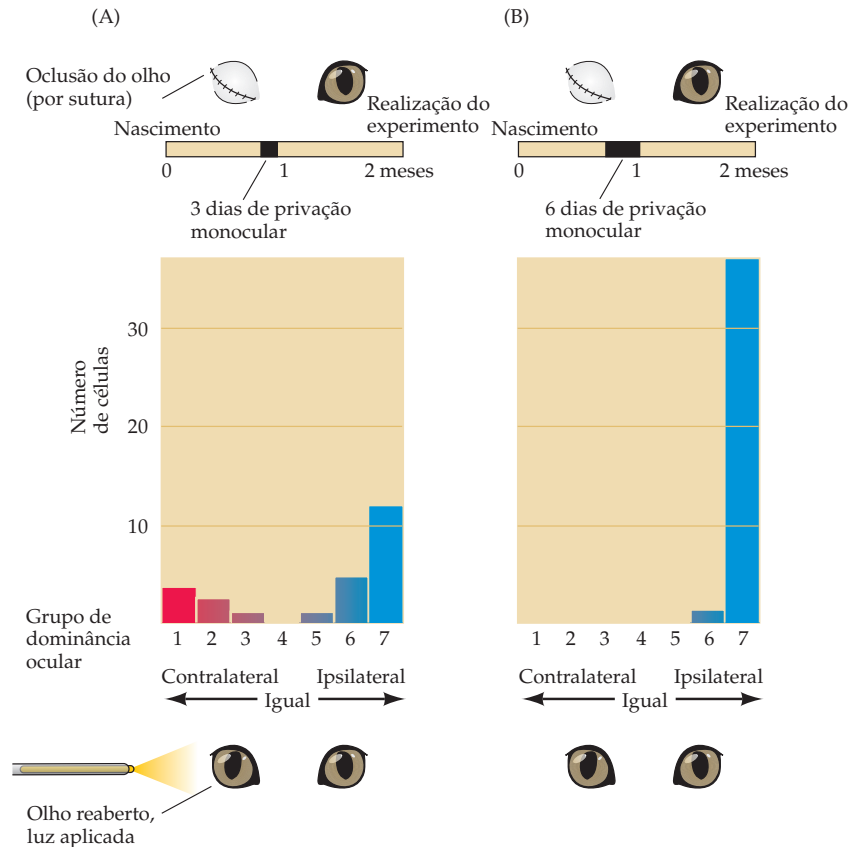 (A)
Oclusão do olho
(por sutura)
Nascimento
Realização do
experimento
0 1 2 meses
3 dias de privação
monocular
(B)
Nascimento
Realização do
experimento
0 1 2 meses
6 dias de privação
monocular
Número
de células
30
20
10
Grupo de
dominância
ocular
1 2 3 4 5 6 7
Contralateral Ipsilateral
Igual
1 2 3 4 5 6 7
Contralateral Ipsilateral
Igual
Olho reaberto,
luz aplicada